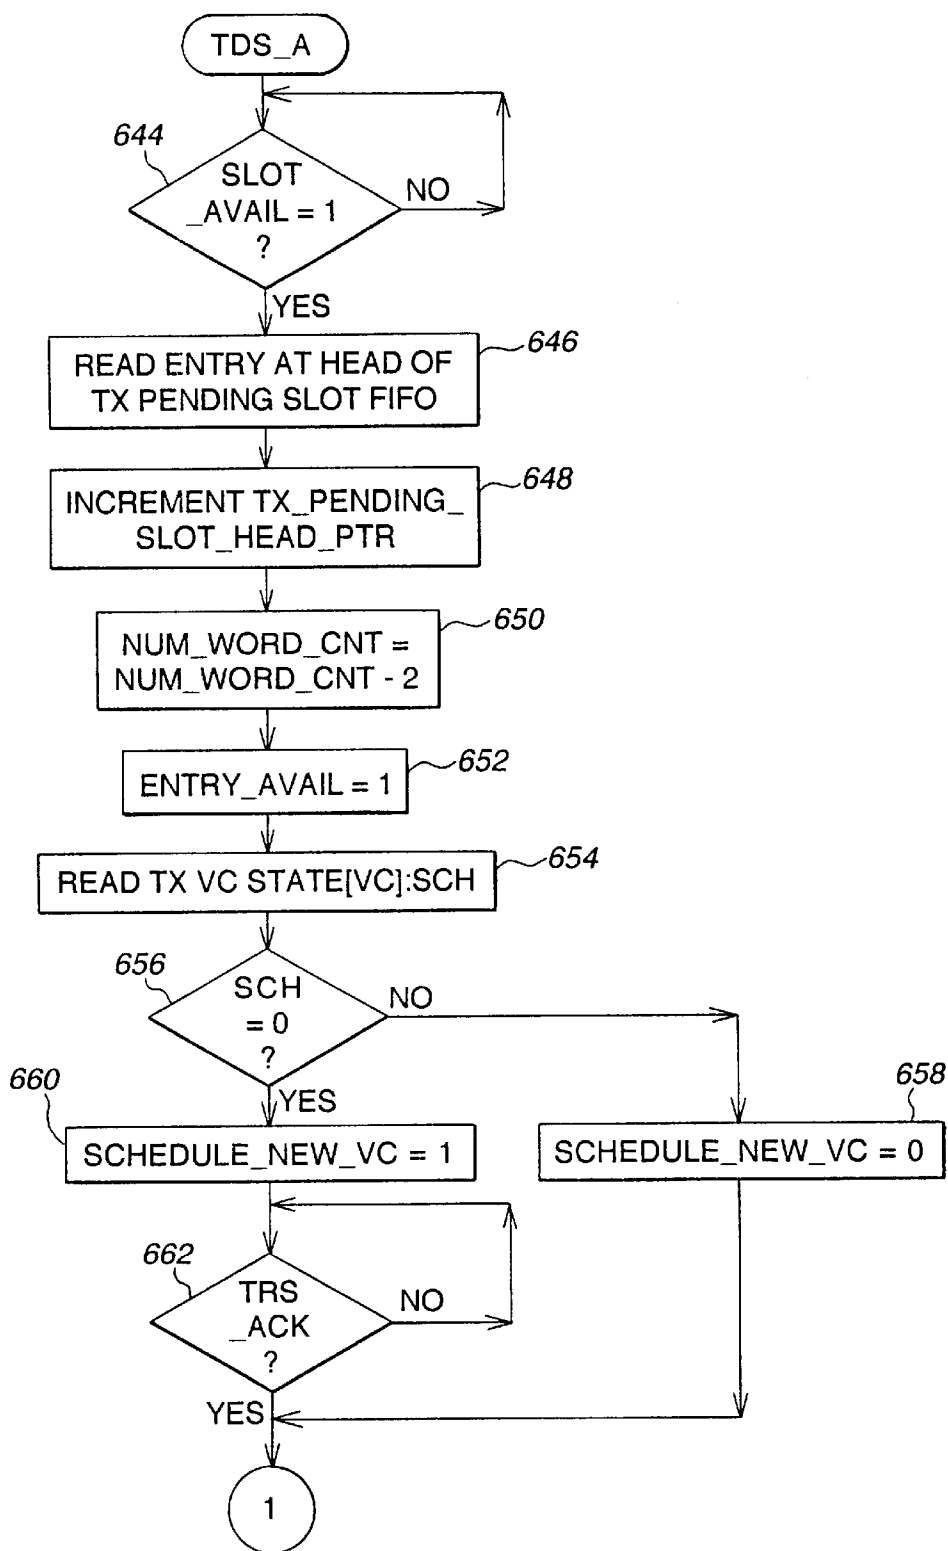 TDS_A
644
SLOT
_AVAIL = 1
?
NO
YES
READ ENTRY AT HEAD OF
TX PENDING SLOT FIFO
646
INCREMENT TX_PENDING_
SLOT_HEAD_PTR
648
NUM_WORD_CNT =
NUM_WORD_CNT - 2
650
ENTRY_AVAIL = 1
652
READ TX VC STATE[VC]:SCH
654
656
SCH
= 0
?
NO
YES
660
SCHEDULE_NEW_VC = 1
658
SCHEDULE_NEW_VC = 0
662
TRS
_ACK
?
NO
YES
1